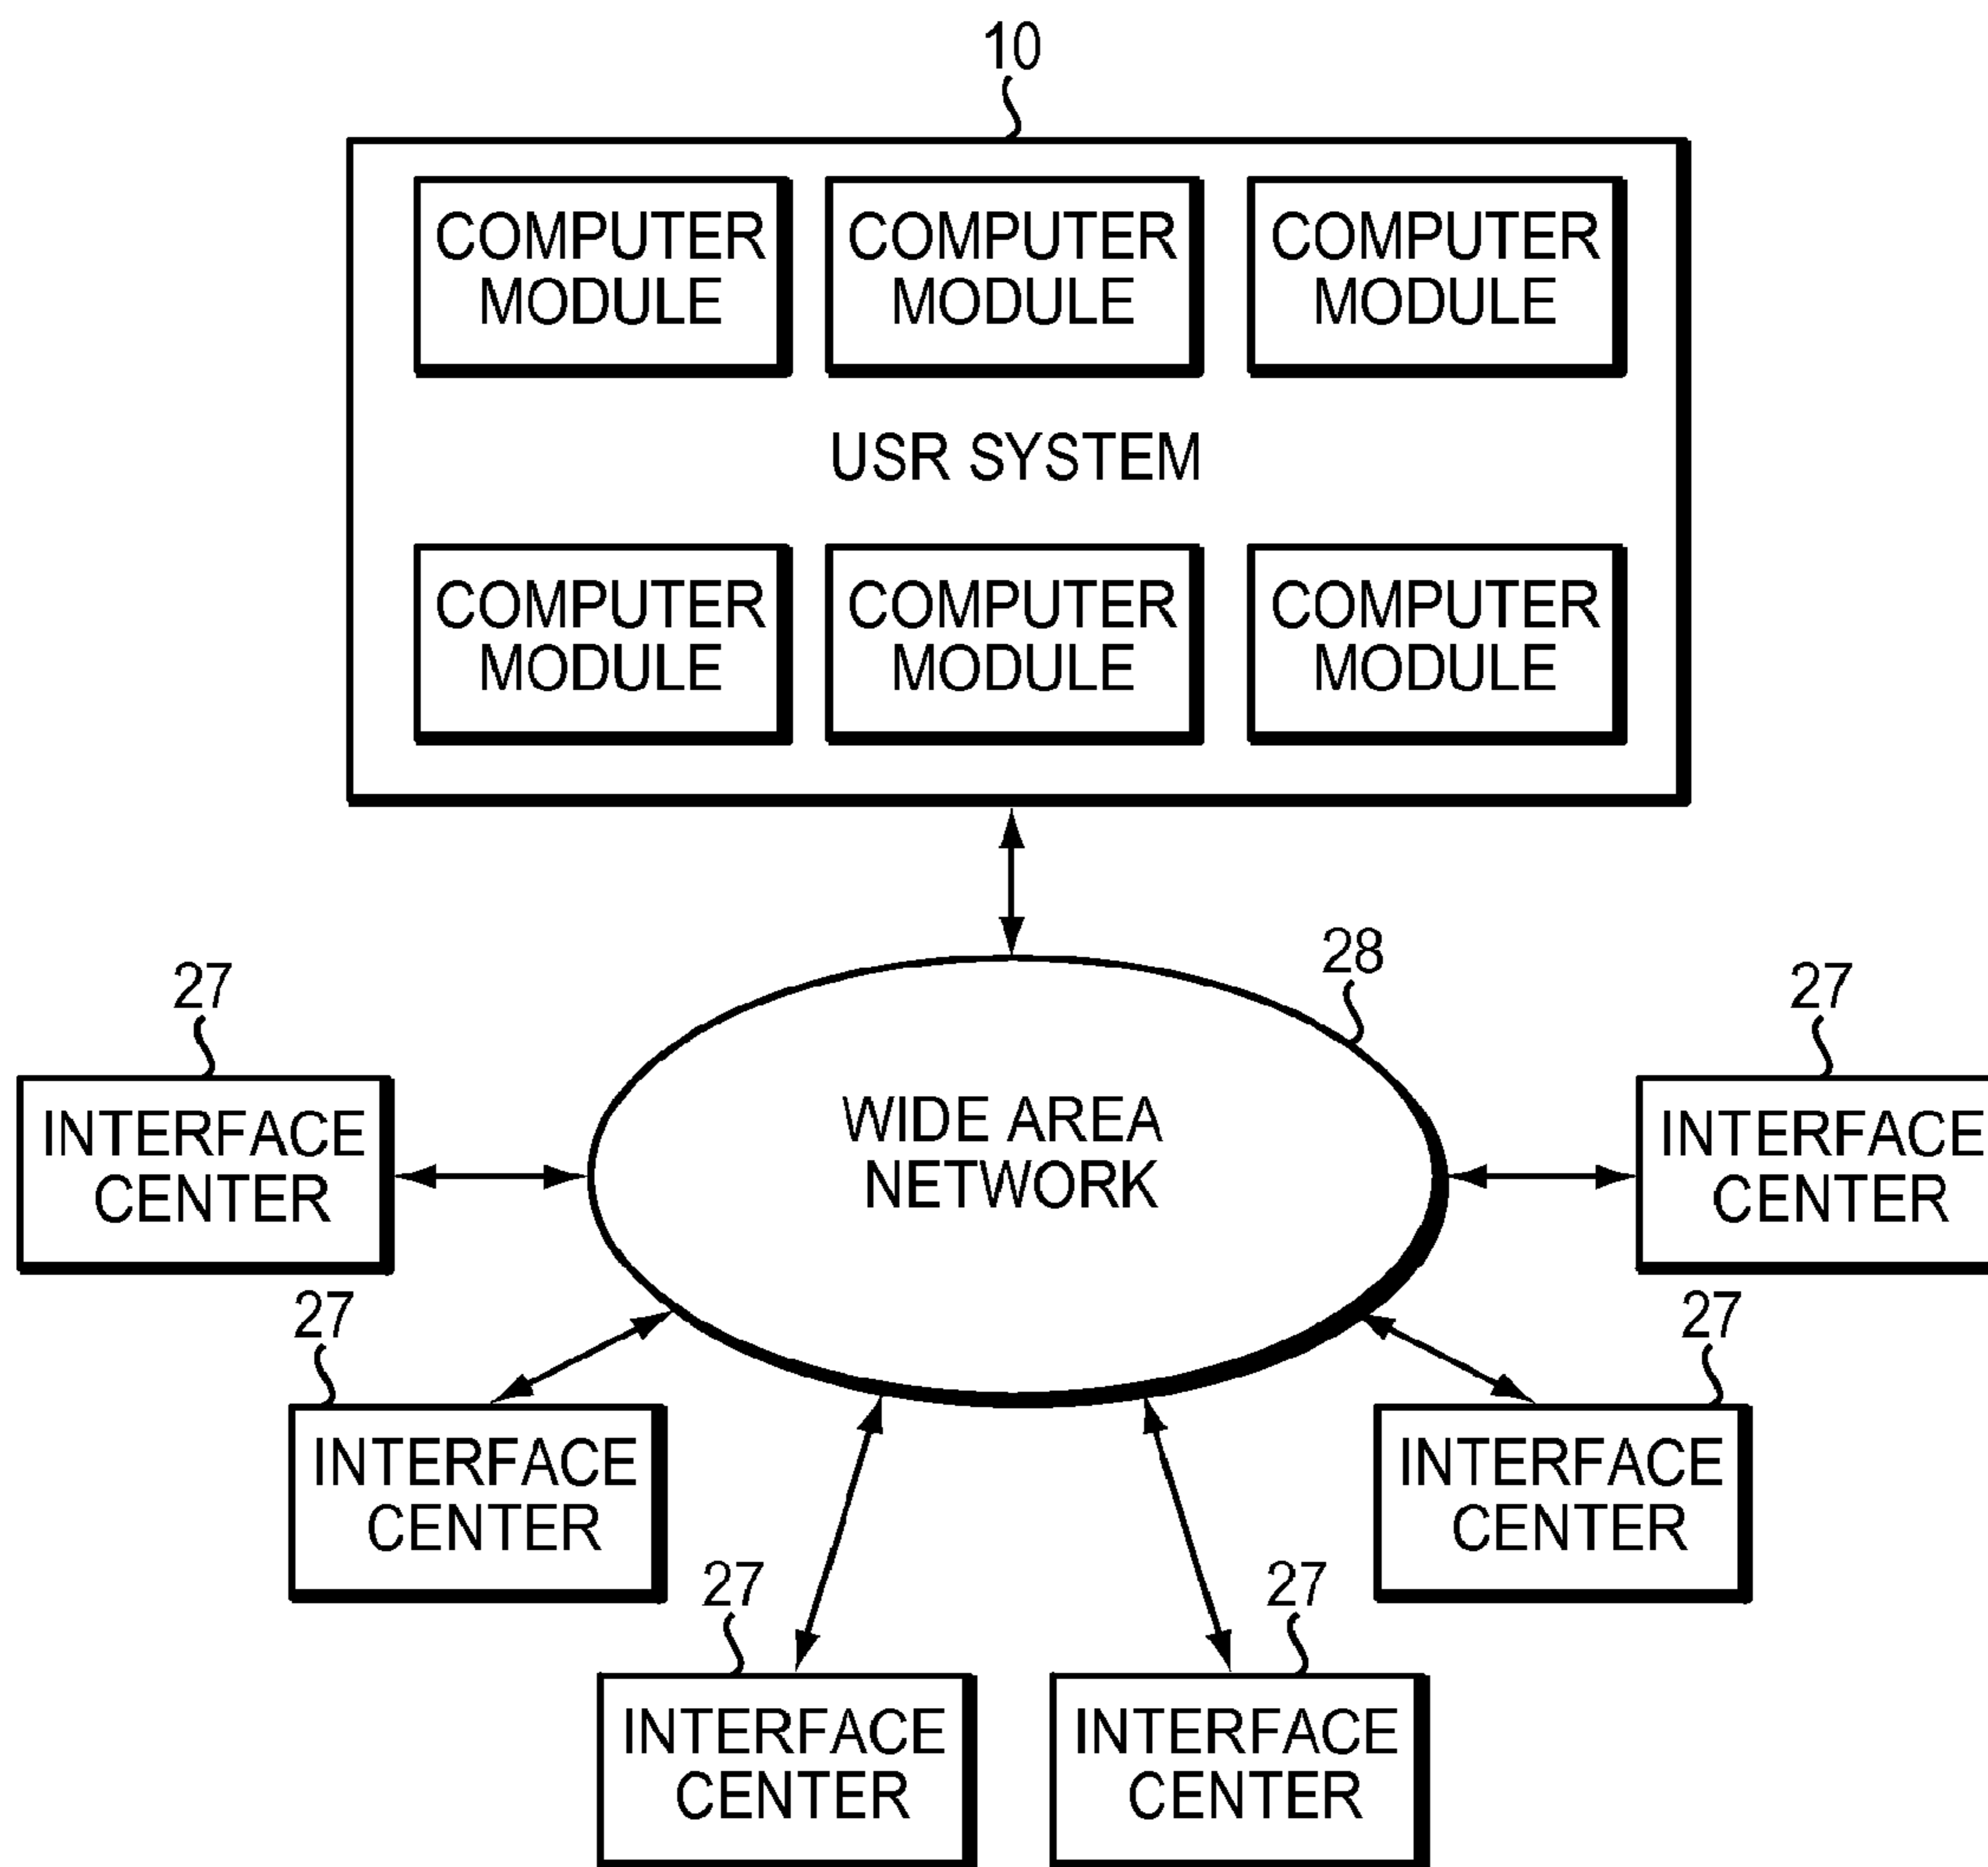 10
COMPUTER
MODULE
COMPUTER
MODULE
COMPUTER
MODULE
USR SYSTEM
COMPUTER
MODULE
COMPUTER
MODULE
COMPUTER
MODULE
28
27
27
WIDE AREA
NETWORK
INTERFACE
CENTER
INTERFACE
CENTER
27
27
INTERFACE
CENTER
INTERFACE
CENTER
27
27
INTERFACE
CENTER
INTERFACE
CENTER